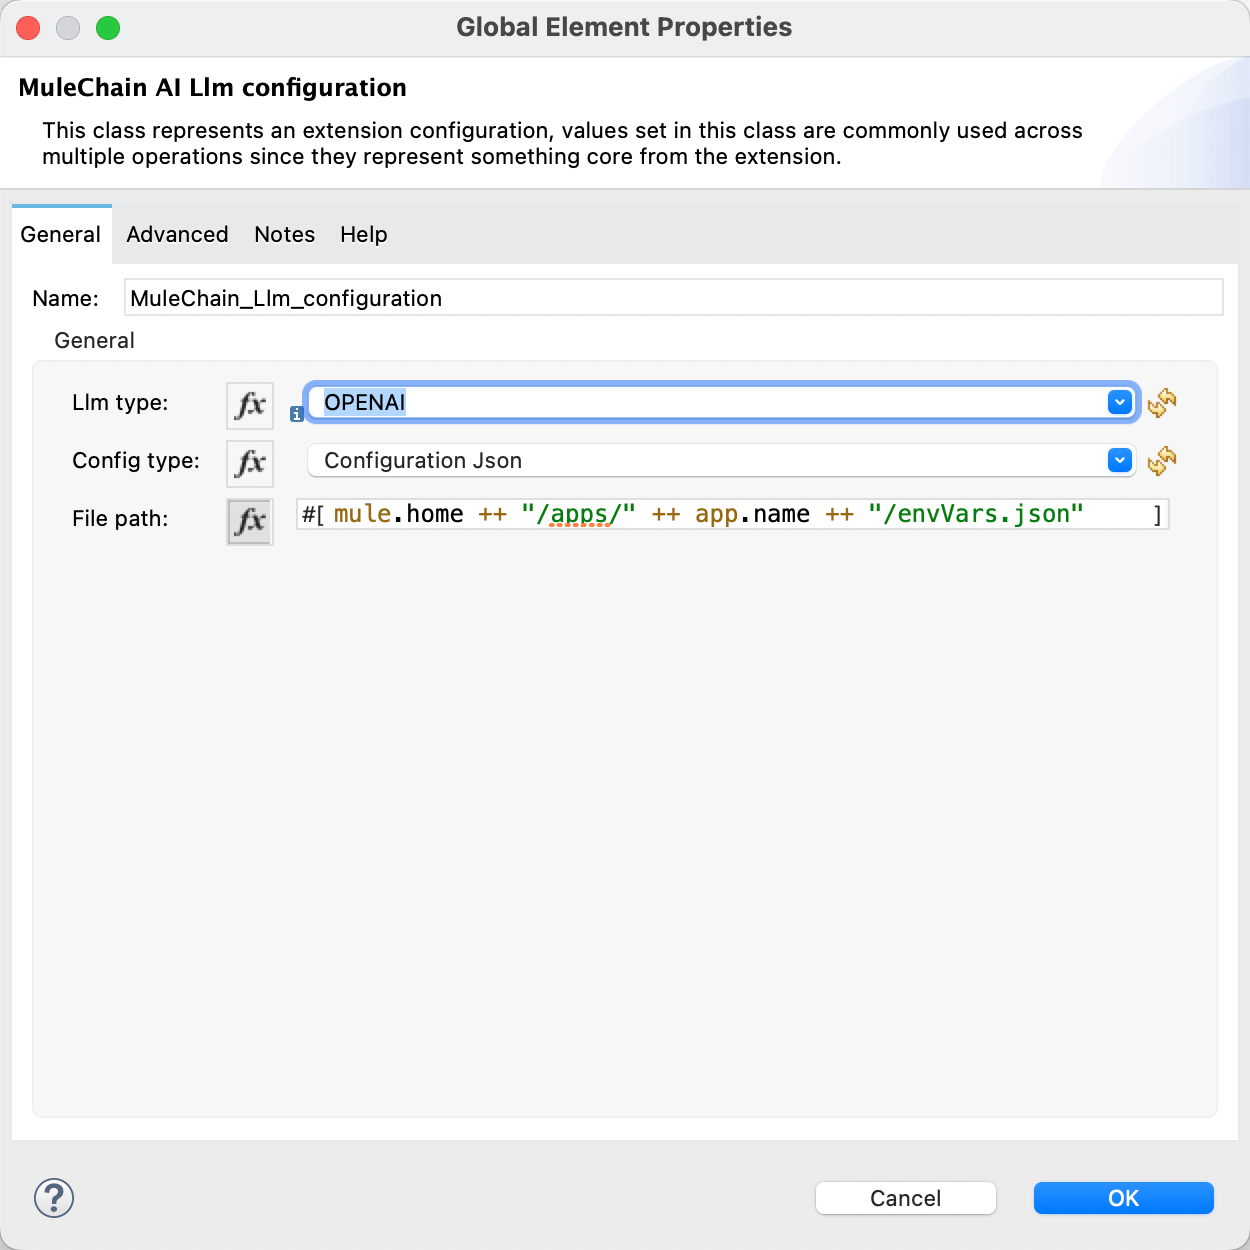 Global Element Properties
MuleChain AI Llm configuration
This class represents an extension configuration, values set in this class are commonly used across
multiple operations since they represent something core from the extension.
General Advanced Notes Help
Name: MuleChain_Llm_configuration
General
Llm type: fx i OPENAI
Config type: fx Configuration Json
File path: fx #[ mule.home ++ "/apps/" ++ app.name ++ "/envVars.json" ]
? Cancel OK